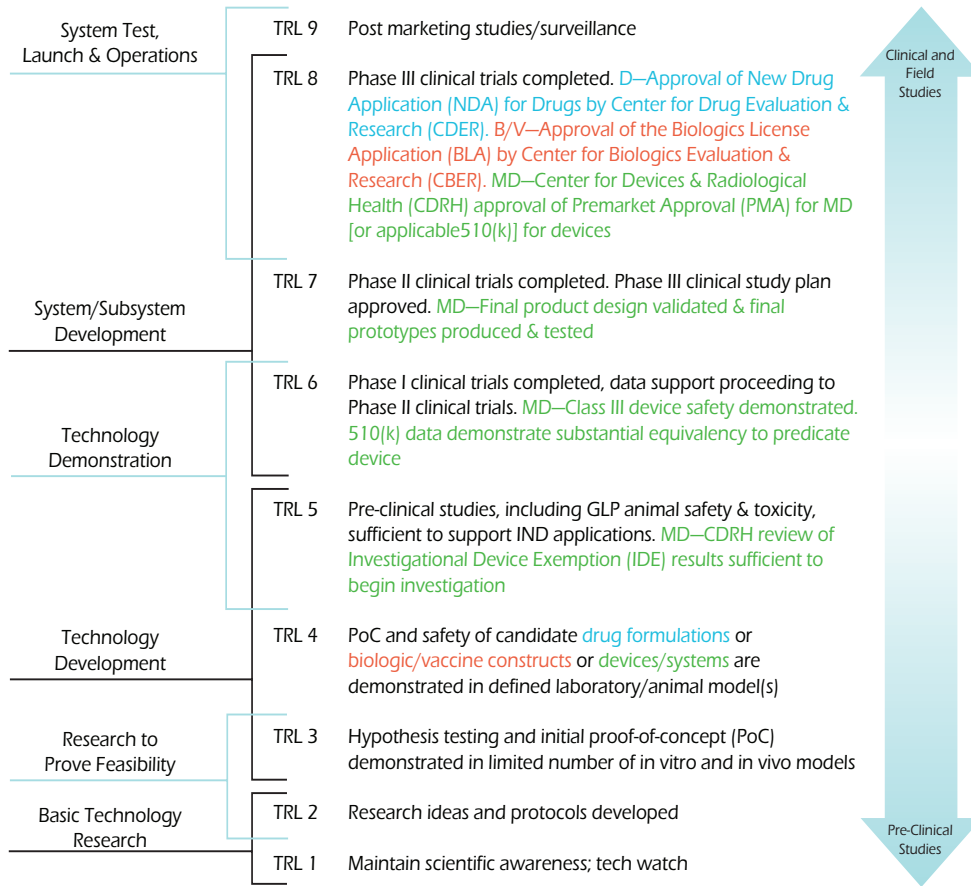 System Test,
Launch & Operations
TRL 9
Post marketing studies/surveillance
Clinical and
Field
Studies
TRL 8
Phase III clinical trials completed. D—Approval of New Drug
Application (NDA) for Drugs by Center for Drug Evaluation &
Research (CDER). B/V—Approval of the Biologics License
Application (BLA) by Center for Biologics Evaluation &
Research (CBER). MD—Center for Devices & Radiological
Health (CDRH) approval of Premarket Approval (PMA) for MD
[or applicable510(k)] for devices
System/Subsystem
Development
TRL 7
Phase II clinical trials completed. Phase III clinical study plan
approved. MD—Final product design validated & final
prototypes produced & tested
TRL 6
Phase I clinical trials completed, data support proceeding to
Phase II clinical trials. MD—Class III device safety demonstrated.
510(k) data demonstrate substantial equivalency to predicate
device
Technology
Demonstration
TRL 5
Pre-clinical studies, including GLP animal safety & toxicity,
sufficient to support IND applications. MD—CDRH review of
Investigational Device Exemption (IDE) results sufficient to
begin investigation
Technology
Development
TRL 4
PoC and safety of candidate drug formulations or
biologic/vaccine constructs or devices/systems are
demonstrated in defined laboratory/animal model(s)
Research to
Prove Feasibility
TRL 3
Hypothesis testing and initial proof-of-concept (PoC)
demonstrated in limited number of in vitro and in vivo models
Basic Technology
Research
TRL 2
Research ideas and protocols developed
TRL 1
Maintain scientific awareness; tech watch
Pre-Clinical
Studies